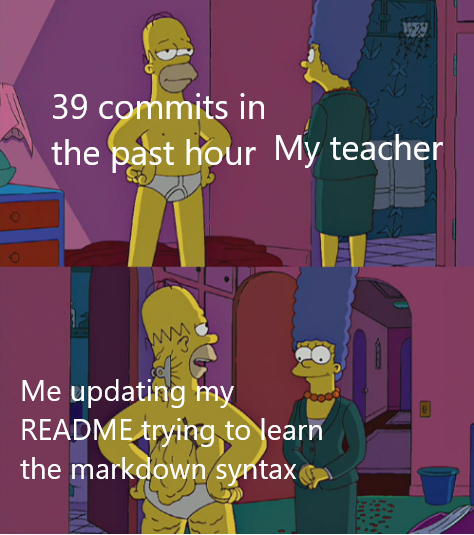 39 commits in
the past hour
My teacher
Me updating my
README trying to learn
the markdown syntax